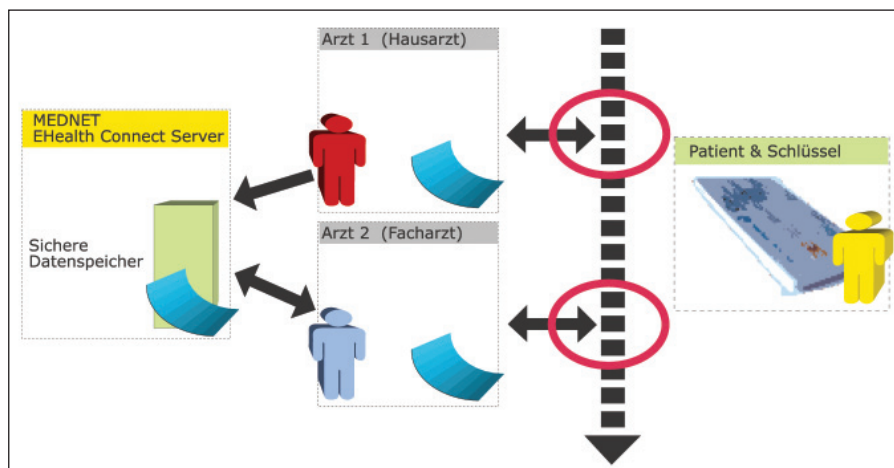 Arzt 1 (Hausarzt)
MEDNET
EHealth Connect Server
Patient & Schlüssel
Sichere
Datenspeicher
Arzt 2 (Facharzt)